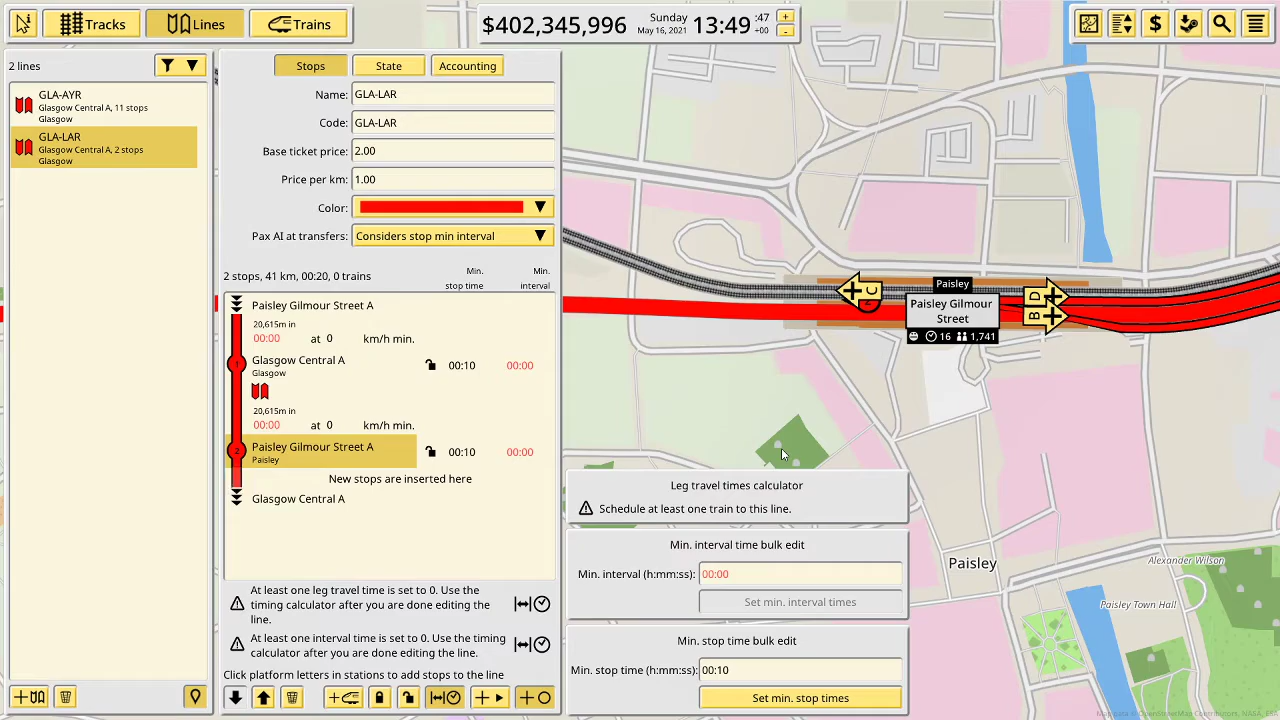 Tracks
Lines
Trains
$402,345,996
Sunday
May 16, 2021
13:49
:47
+00
+
-
2 lines
GLA-AYR
Glasgow Central A, 11 stops
Glasgow
GLA-LAR
Glasgow Central A, 2 stops
Glasgow
Stops
State
Accounting
Name:
GLA-LAR
Code:
GLA-LAR
Base ticket price:
2.00
Price per km:
1.00
Color:
Pax AI at transfers:
Considers stop min interval
2 stops, 41 km, 00:20, 0 trains
Min.
stop time
Min.
interval
Paisley Gilmour Street A
20,615m in
00:00 at 0 km/h min.
1
Glasgow Central A
Glasgow
00:10
00:00
20,615m in
00:00 at 0 km/h min.
2
Paisley Gilmour Street A
Paisley
00:10
00:00
New stops are inserted here
Glasgow Central A
At least one leg travel times set to 0. Use the
timing calculator after you are done editing the
line.
At least one interval time is set to 0. Use the timing
calculator after you are done editing the line.
Click platform letters in stations to add stops to the line
Leg travel times calculator
Schedule at least one train to this line.
Min. interval time bulk edit
Min. interval (h:mm:ss):
00:00
Set min. interval times
Min. stop time bulk edit
Min. stop time (h:mm:ss):
00:10
Set min. stop times
Paisley
Paisley Gilmour
Street
16
1,741
C
D
B
Paisley
Alexander Wilson
Paisley Town Hall